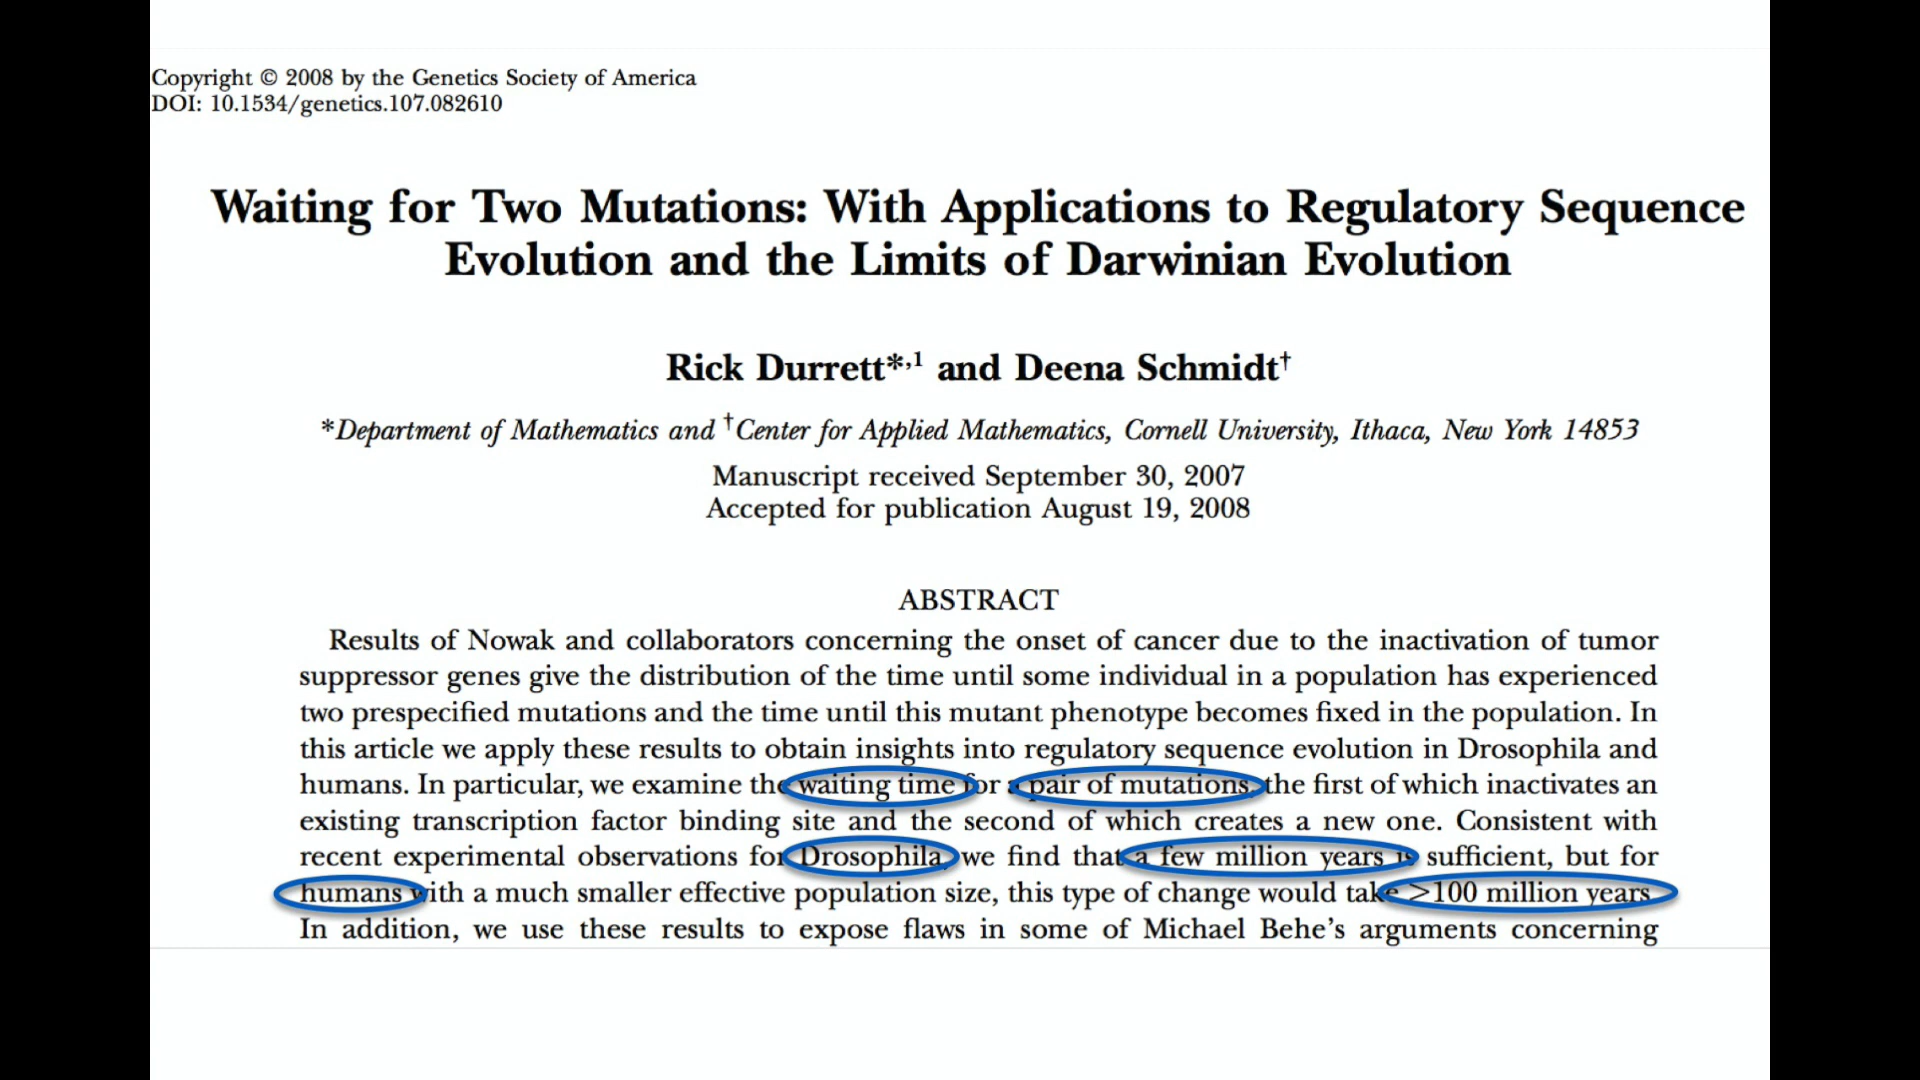 Copyright © 2008 by the Genetics Society of America
DOI: 10.1534/genetics.107.082610
Waiting for Two Mutations: With Applications to Regulatory Sequence
Evolution and the Limits of Darwinian Evolution
Rick Durrett*,1 and Deena Schmidt†
*Department of Mathematics and †Center for Applied Mathematics, Cornell University, Ithaca, New York 14853
Manuscript received September 30, 2007
Accepted for publication August 19, 2008
ABSTRACT
Results of Nowak and collaborators concerning the onset of cancer due to the inactivation of tumor
suppressor genes give the distribution of the time until some individual in a population has experienced
two prespecified mutations and the time until this mutant phenotype becomes fixed in the population. In
this article we apply these results to obtain insights into regulatory sequence evolution in Drosophila and
humans. In particular, we examine the waiting time for a pair of mutations, the first of which inactivates an
existing transcription factor binding site and the second of which creates a new one. Consistent with
recent experimental observations for Drosophila, we find that a few million years is sufficient, but for
humans with a much smaller effective population size, this type of change would take >100 million years.
In addition, we use these results to expose flaws in some of Michael Behe's arguments concerning